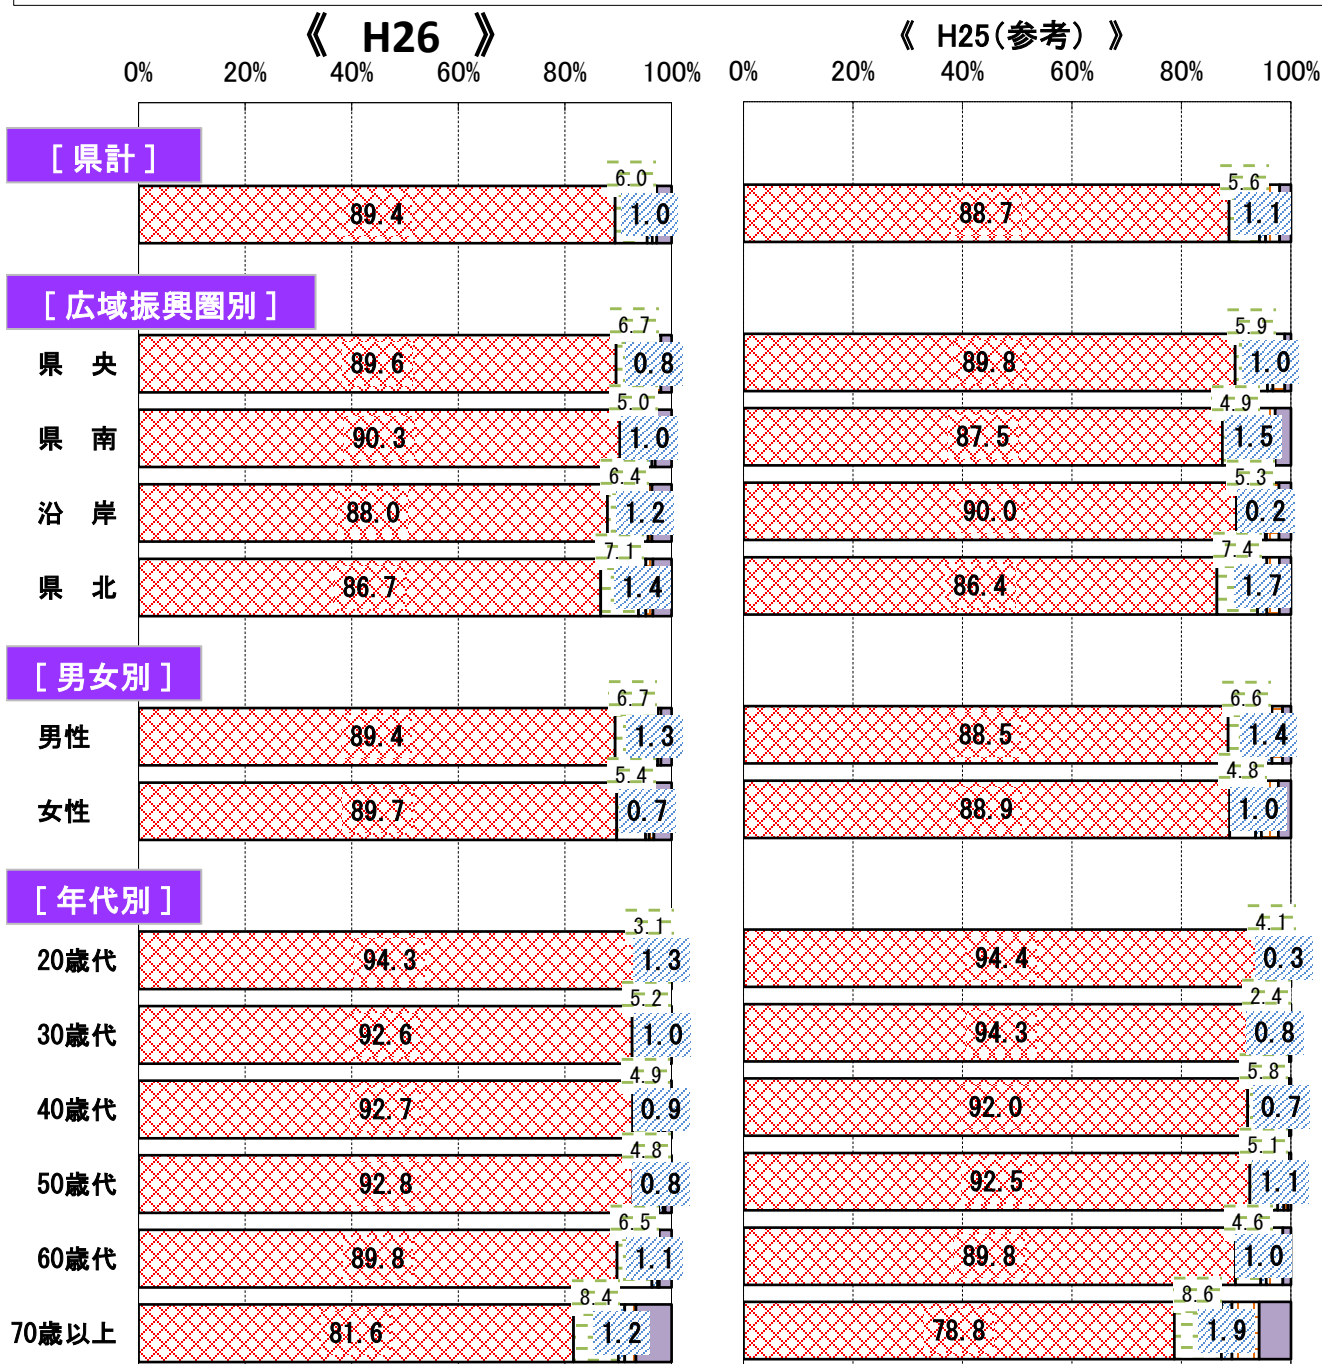 《 H26 》
《 H25(参考) 》
0% 20% 40% 60% 80% 100%
0% 20% 40% 60% 80% 100%
[ 県計 ]
6.0
5.6
89.4 1.0
88.7 1.1
[ 広域振興圏別 ]
6.7
5.9
県 央 89.6 0.8
89.8 1.0
5.0
4.9
県 南 90.3 1.0
87.5 1.5
6.4
5.3
沿 岸 88.0 1.2
90.0 0.2
7.1
7.4
県 北 86.7 1.4
86.4 1.7
[ 男女別 ]
6.7
6.6
男性 89.4 1.3
88.5 1.4
5.4
4.8
女性 89.7 0.7
88.9 1.0
[ 年代別 ]
3.1
4.1
20歳代 94.3 1.3
94.4 0.3
5.2
2.4
30歳代 92.6 1.0
94.3 0.8
4.9
5.8
40歳代 92.7 0.9
92.0 0.7
4.8
5.1
50歳代 92.8 0.8
92.5 1.1
6.5
4.6
60歳代 89.8 1.1
89.8 1.0
8.4
8.6
70歳以上 81.6 1.2
78.8 1.9